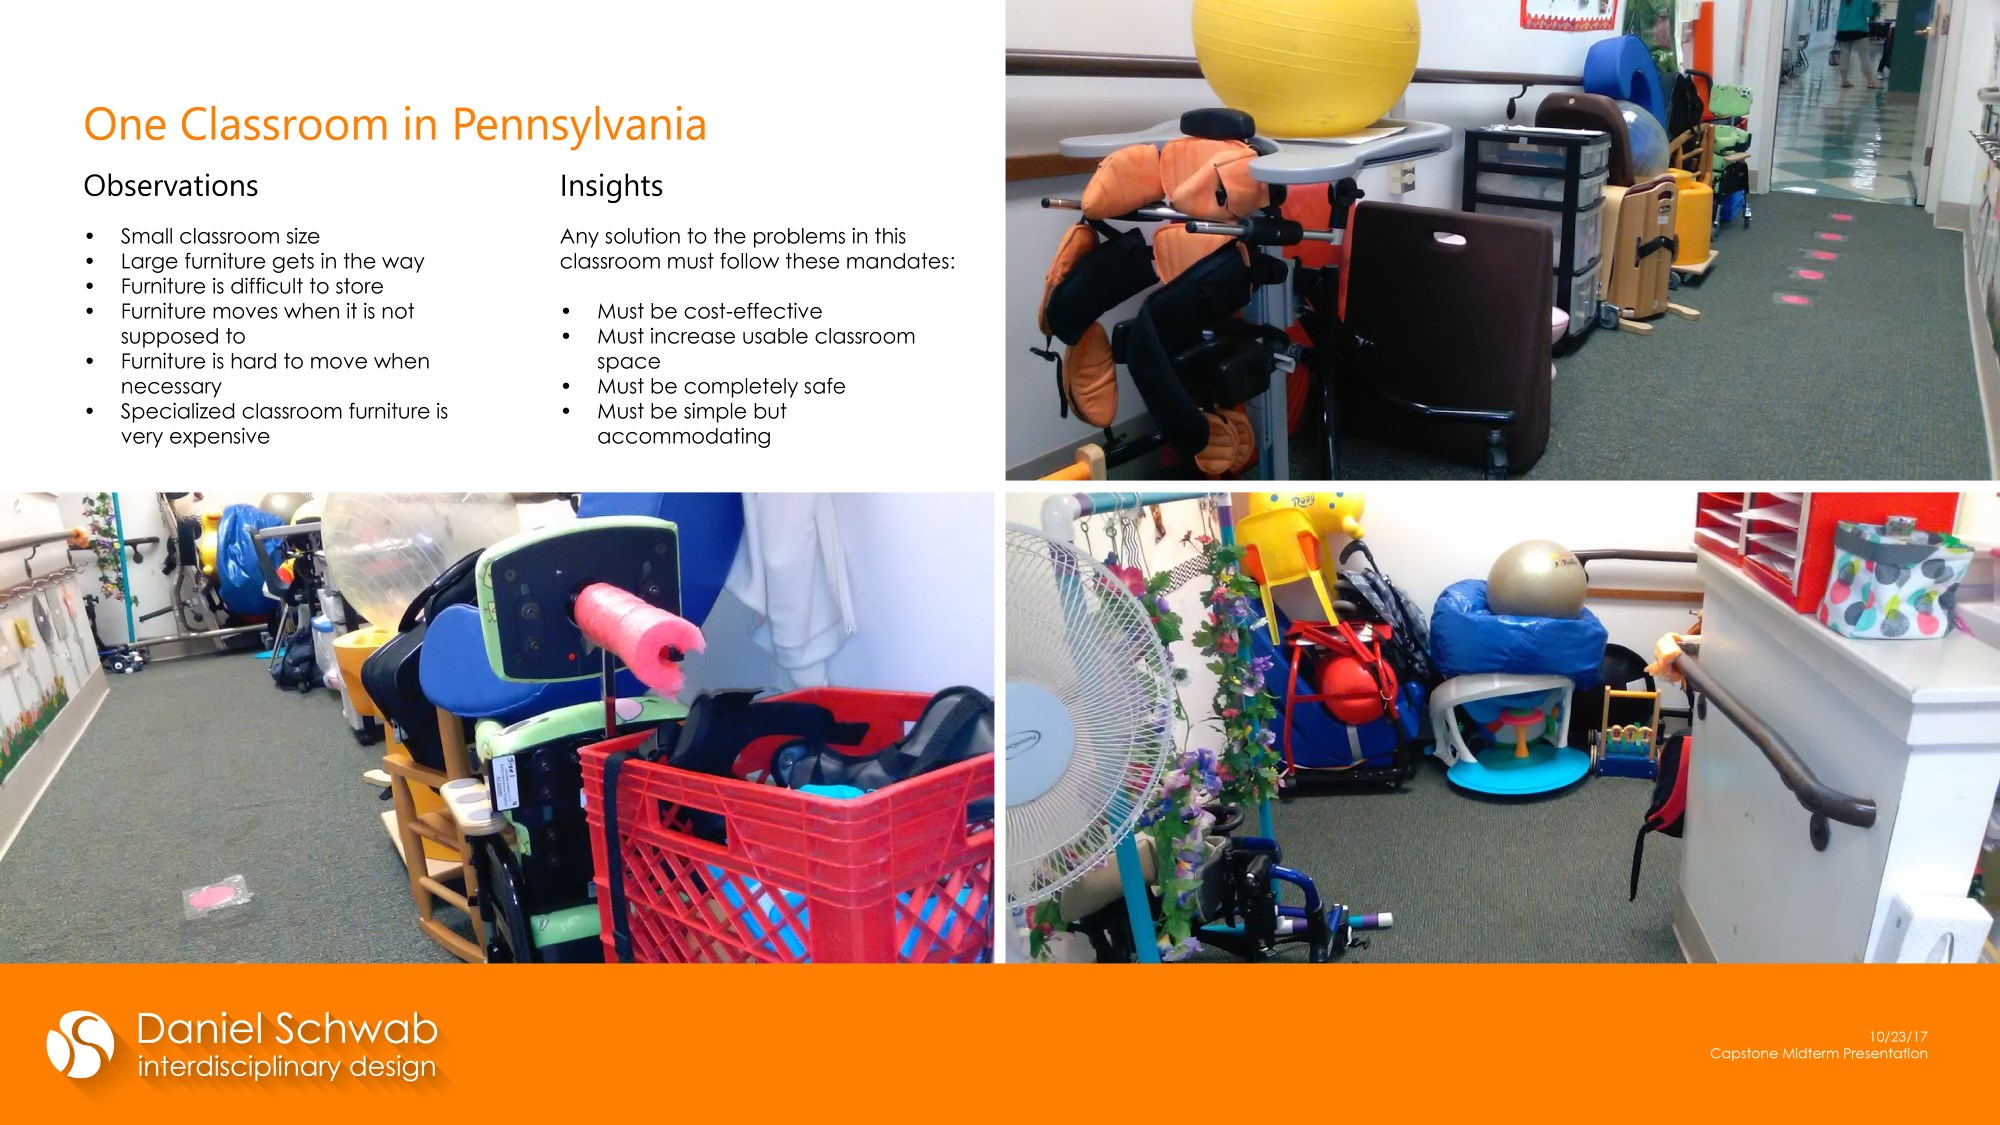 One Classroom in Pennsylvania
Observations
• Small classroom size
• Large furniture gets in the way
• Furniture is difficult to store
• Furniture moves when it is not
supposed to
• Furniture is hard to move when
necessary
• Specialized classroom furniture is
very expensive
Insights
Any solution to the problems in this
classroom must follow these mandates:
• Must be cost-effective
• Must increase usable classroom
space
• Must be completely safe
• Must be simple but
accommodating
Daniel Schwab
interdisciplinary design
10/23/17
Capstone Midterm Presentation